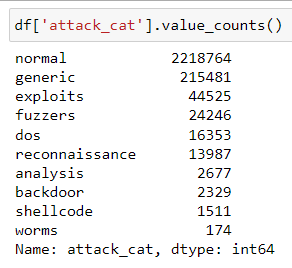 df['attack_cat'].value_counts()
normal 2218764
generic 215481
exploits 44525
fuzzers 24246
dos 16353
reconnaissance 13987
analysis 2677
backdoor 2329
shellcode 1511
worms 174
Name: attack_cat, dtype: int64